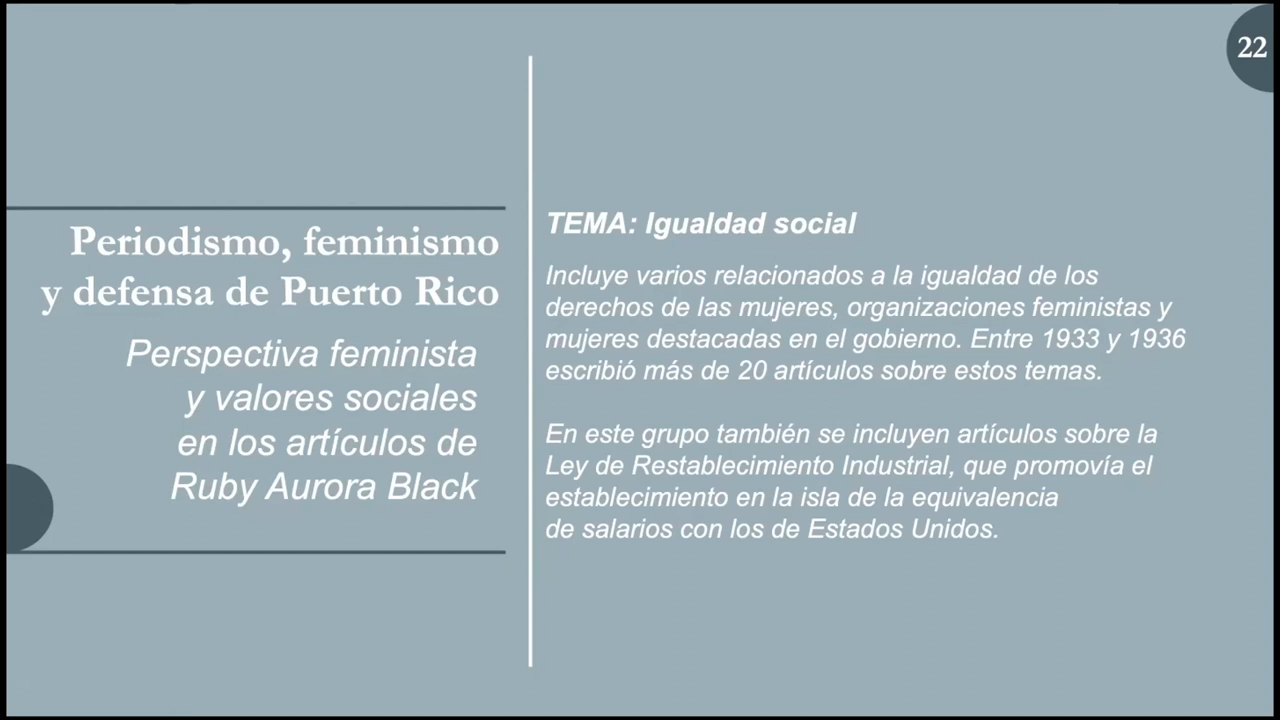 22
Periodismo, feminismo
y defensa de Puerto Rico
Perspectiva feminista
y valores sociales
en los artículos de
Ruby Aurora Black
TEMA: Igualdad social
Incluye varios relacionados a la igualdad de los
derechos de las mujeres, organizaciones feministas y
mujeres destacadas en el gobierno. Entre 1933 y 1936
escribió más de 20 artículos sobre estos temas.
En este grupo también se incluyen artículos sobre la
Ley de Restablecimiento Industrial, que promovía el
establecimiento en la isla de la equivalencia
de salarios con los de Estados Unidos.